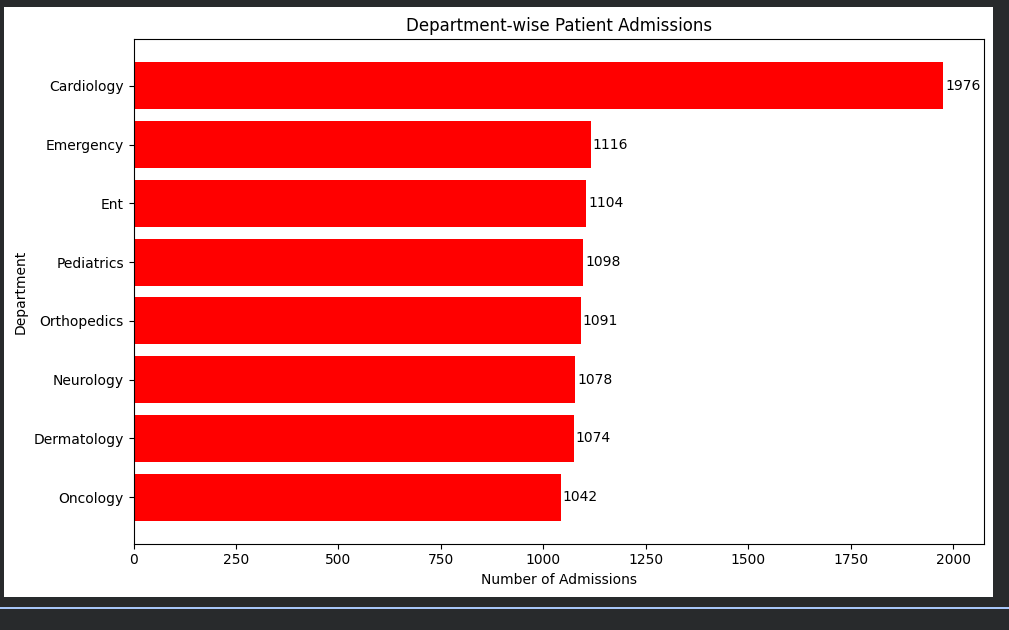 Department-wise Patient Admissions
Cardiology 1976
Emergency 1116
Ent 1104
Pediatrics 1098
Orthopedics 1091
Neurology 1078
Dermatology 1074
Oncology 1042
Department
0 250 500 750 1000 1250 1500 1750 2000
Number of Admissions